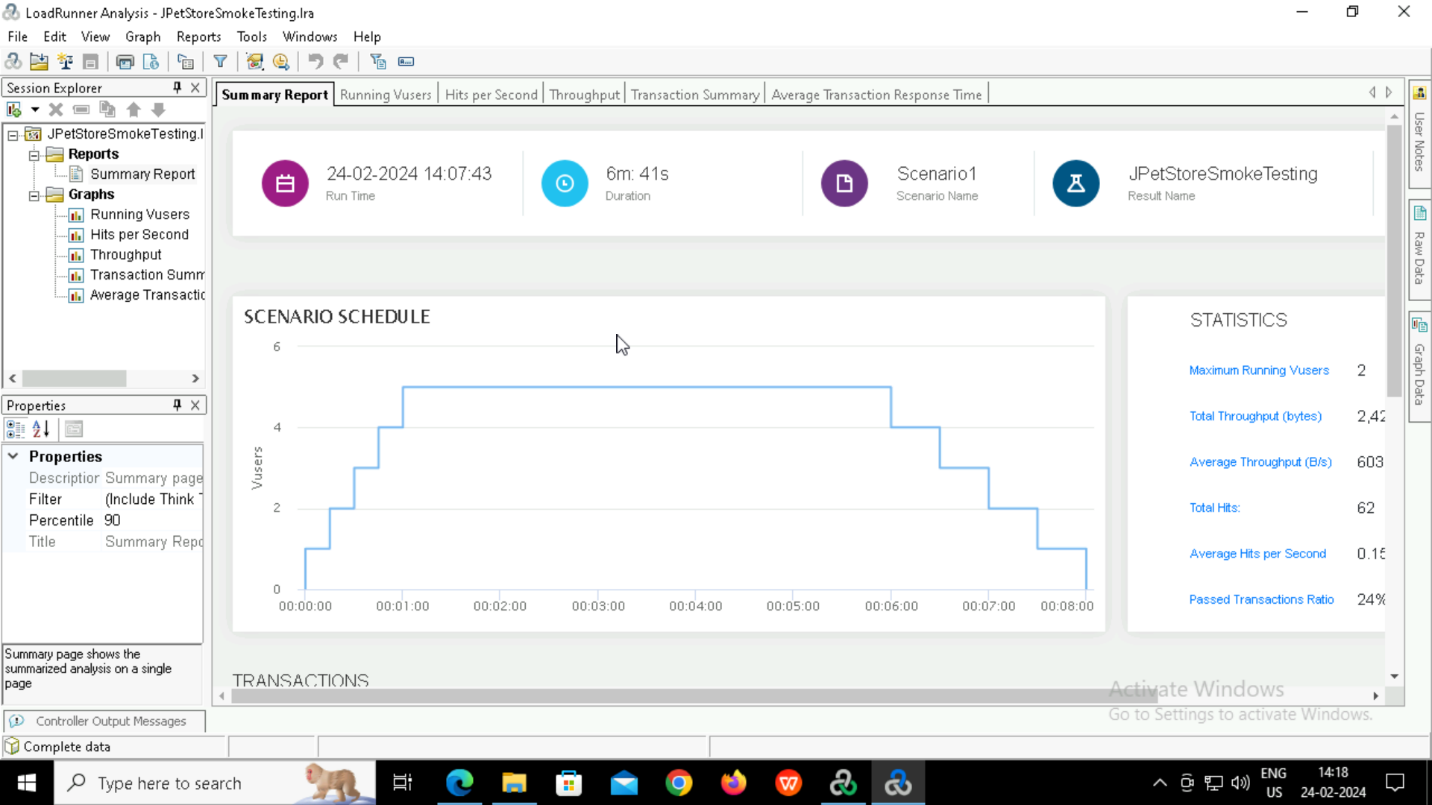 LoadRunner Analysis - JPetStoreSmokeTesting.lra
File Edit View Graph Reports Tools Windows Help
Session Explorer
JPetStoreSmokeTesting.l
Reports
Summary Report
Graphs
Running Vusers
Hits per Second
Throughput
Transaction Summ
Average Transactic
Properties
Properties
Description Summary page
Filter (Include Think T
Percentile 90
Title Summary Repo
Summary page shows the
summarized analysis on a single
page
Controller Output Messages
Complete data
Summary Report Running Vusers Hits per Second Throughput Transaction Summary Average Transaction Response Time
24-02-2024 14:07:43
Run Time
6m: 41s
Duration
Scenario1
Scenario Name
JPetStoreSmokeTesting
Result Name
SCENARIO SCHEDULE
6
4
2
0
Vusers
00:00:00 00:01:00 00:02:00 00:03:00 00:04:00 00:05:00 00:06:00 00:07:00 00:08:00
STATISTICS
Maximum Running Vusers 2
Total Throughput (bytes) 2,42
Average Throughput (B/s) 603
Total Hits: 62
Average Hits per Second 0.15
Passed Transactions Ratio 24%
TRANSACTIONS
User Notes
Raw Data
Graph Data
Activate Windows
Go to Settings to activate Windows.
Type here to search
ENG
US
14:18
24-02-2024